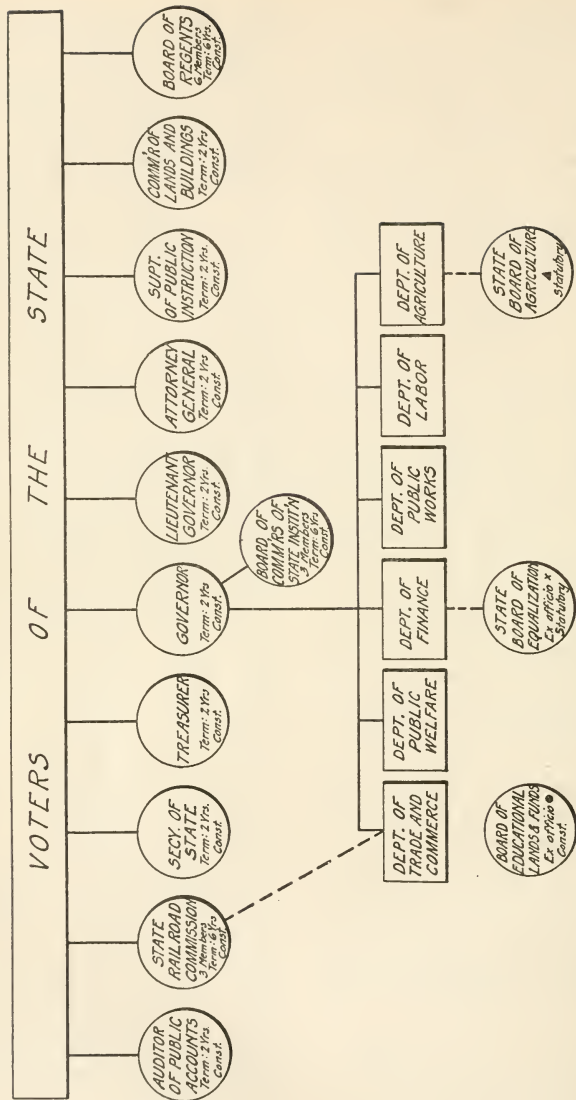 VOTERS OF THE STATE
AUDITOR
OF PUBLIC
ACCOUNTS
Term: 2 Yrs.
Const.
STATE
RAILROAD
COMMISSION
3 Members
Term: 6 Yrs
Const.
SECY. OF
STATE
Term: 2 Yrs.
Const.
TREASURER
Term: 2 Yrs
Const.
GOVERNOR
Term: 2 Yrs
Const.
LIEUTENANT
GOVERNOR
Term: 2 Yrs.
Const.
ATTORNEY
GENERAL
Term: 2 Yrs.
Const.
SUPT.
OF PUBLIC
INSTRUCTION
Term: 2 Yrs.
Const.
COMM'R OF
LANDS AND
BUILDINGS
Term: 2 Yrs
Const.
BOARD OF
REGENTS
6 Members
Term: 6 Yrs.
Const.
BOARD OF
COMM'RS OF
STATE INSTIT'N
3 Members
Term: 6 Yrs
Const.
DEPT. OF
TRADE AND
COMMERCE
DEPT. OF
PUBLIC
WELFARE
DEPT. OF
FINANCE
DEPT. OF
PUBLIC
WORKS
DEPT. OF
LABOR
DEPT. OF
AGRICULTURE
BOARD OF
EDUCATIONAL
LANDS & FUNDS
Ex officio ●
Const.
STATE
BOARD OF
EQUALIZATION
Ex officio x
Statutory
STATE
BOARD OF
AGRICULTURE
▲
Statutory